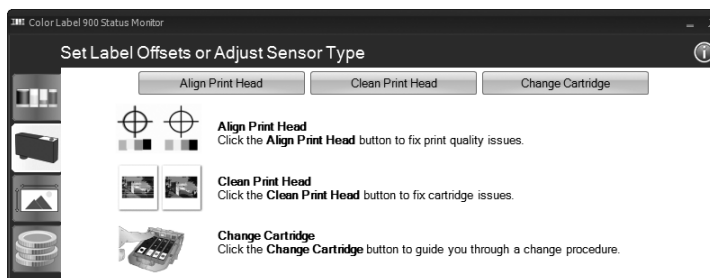 Color Label 900 Status Monitor
Set Label Offsets or Adjust Sensor Type
Align Print Head Clean Print Head Change Cartridge
Align Print Head
Click the Align Print Head button to fix print quality issues.
Clean Print Head
Click the Clean Print Head button to fix cartridge issues.
Change Cartridge
Click the Change Cartridge button to guide you through a change procedure.